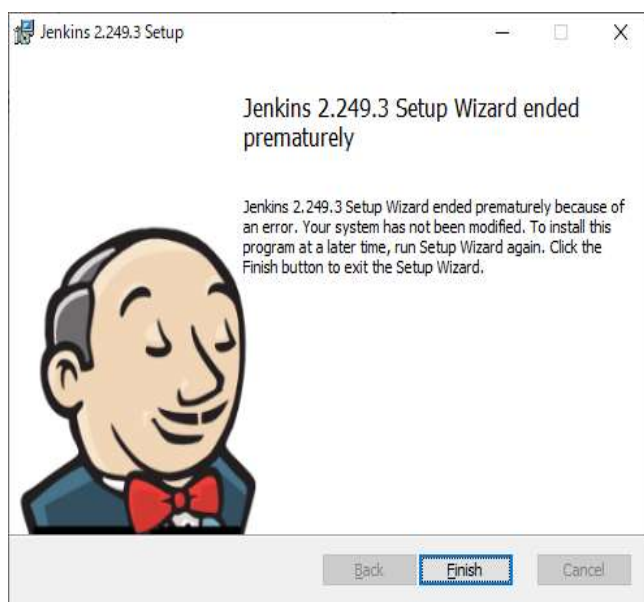 Jenkins 2.249.3 Setup
Jenkins 2.249.3 Setup Wizard ended
prematurely
Jenkins 2.249.3 Setup Wizard ended prematurely because of
an error. Your system has not been modified. To install this
program at a later time, run Setup Wizard again. Click the
Finish button to exit the Setup Wizard.
Back Finish Cancel